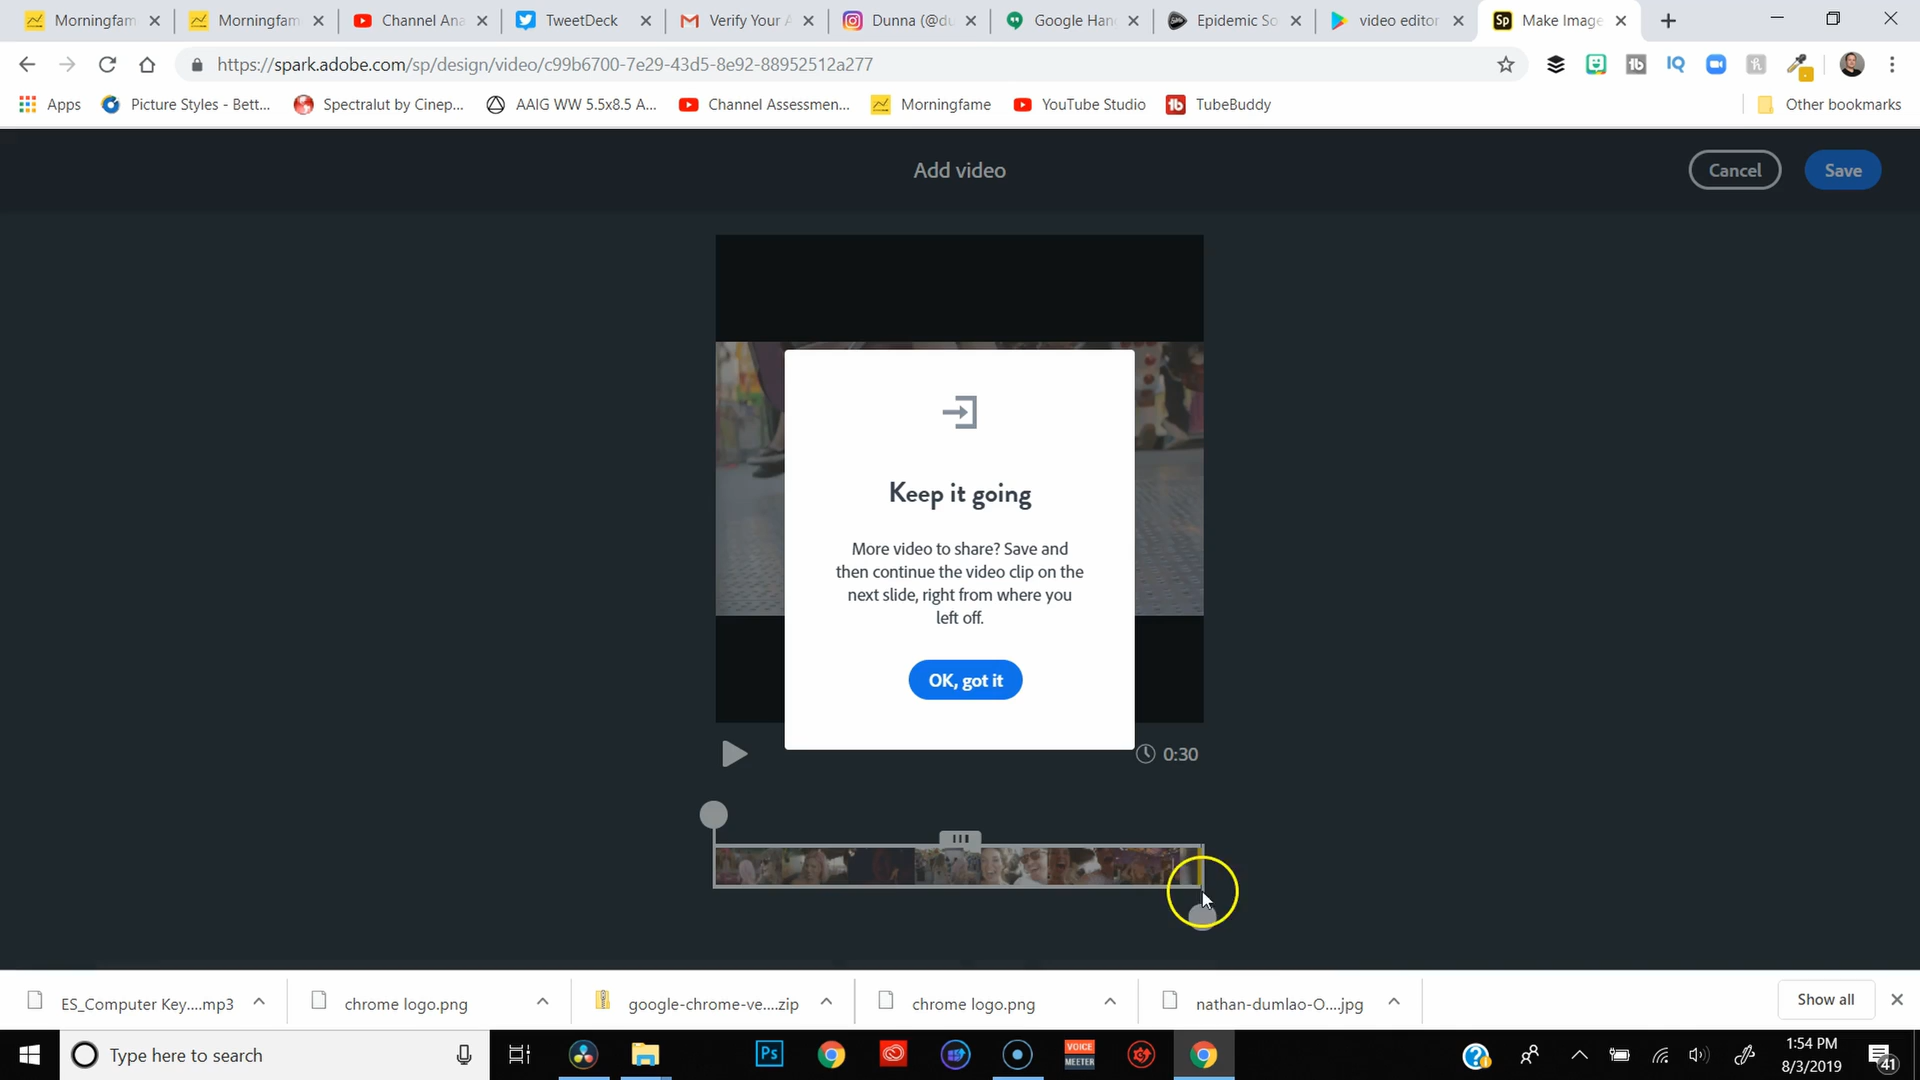 Morningfam
Morningfam
Channel Ana
TweetDeck
Verify Your A
Dunna (@du
Google Han
Epidemic So
video editor
Sp
Make Image
https://spark.adobe.com/sp/design/video/c99b6700-7e29-43d5-8e92-88952512a277
Apps
Picture Styles - Bett...
Spectralut by Cinep...
AAIG WW 5.5x8.5 A...
Channel Assessmen...
Morningfame
YouTube Studio
TubeBuddy
Other bookmarks
Add video
Cancel
Save
Keep it going
More video to share? Save and
then continue the video clip on the
next slide, right from where you
left off.
OK, got it
0:30
ES_Computer Key....mp3
chrome logo.png
google-chrome-ve....zip
chrome logo.png
nathan-dumlao-O....jpg
Show all
Type here to search
Ps
VOICE
MEETER
1:54 PM
8/3/2019
41